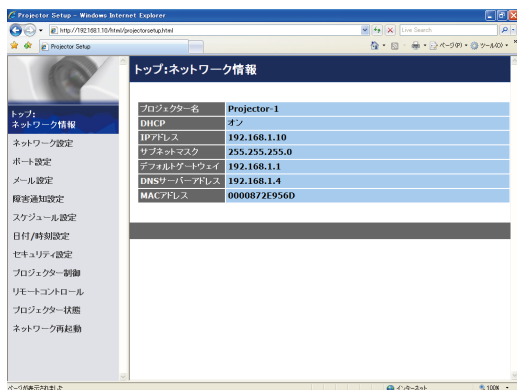 Projector Setup - Windows Internet Explorer
http://192.168.1.10/html/projectorsetup.html
Live Search
Projector Setup
ページ(P)
ツール(O)
トップ:ネットワーク情報
トップ:
ネットワーク情報
ネットワーク設定
ポート設定
メール設定
障害通知設定
スケジュール設定
日付/時刻設定
セキュリティ設定
プロジェクター制御
リモートコントロール
プロジェクター状態
ネットワーク再起動
プロジェクター名 Projector-1
DHCP オン
IPアドレス 192.168.1.10
サブネットマスク 255.255.255.0
デフォルトゲートウェイ 192.168.1.1
DNSサーバーアドレス 192.168.1.4
MACアドレス 0000872E956D
ページが表示されました
インターネット
100%